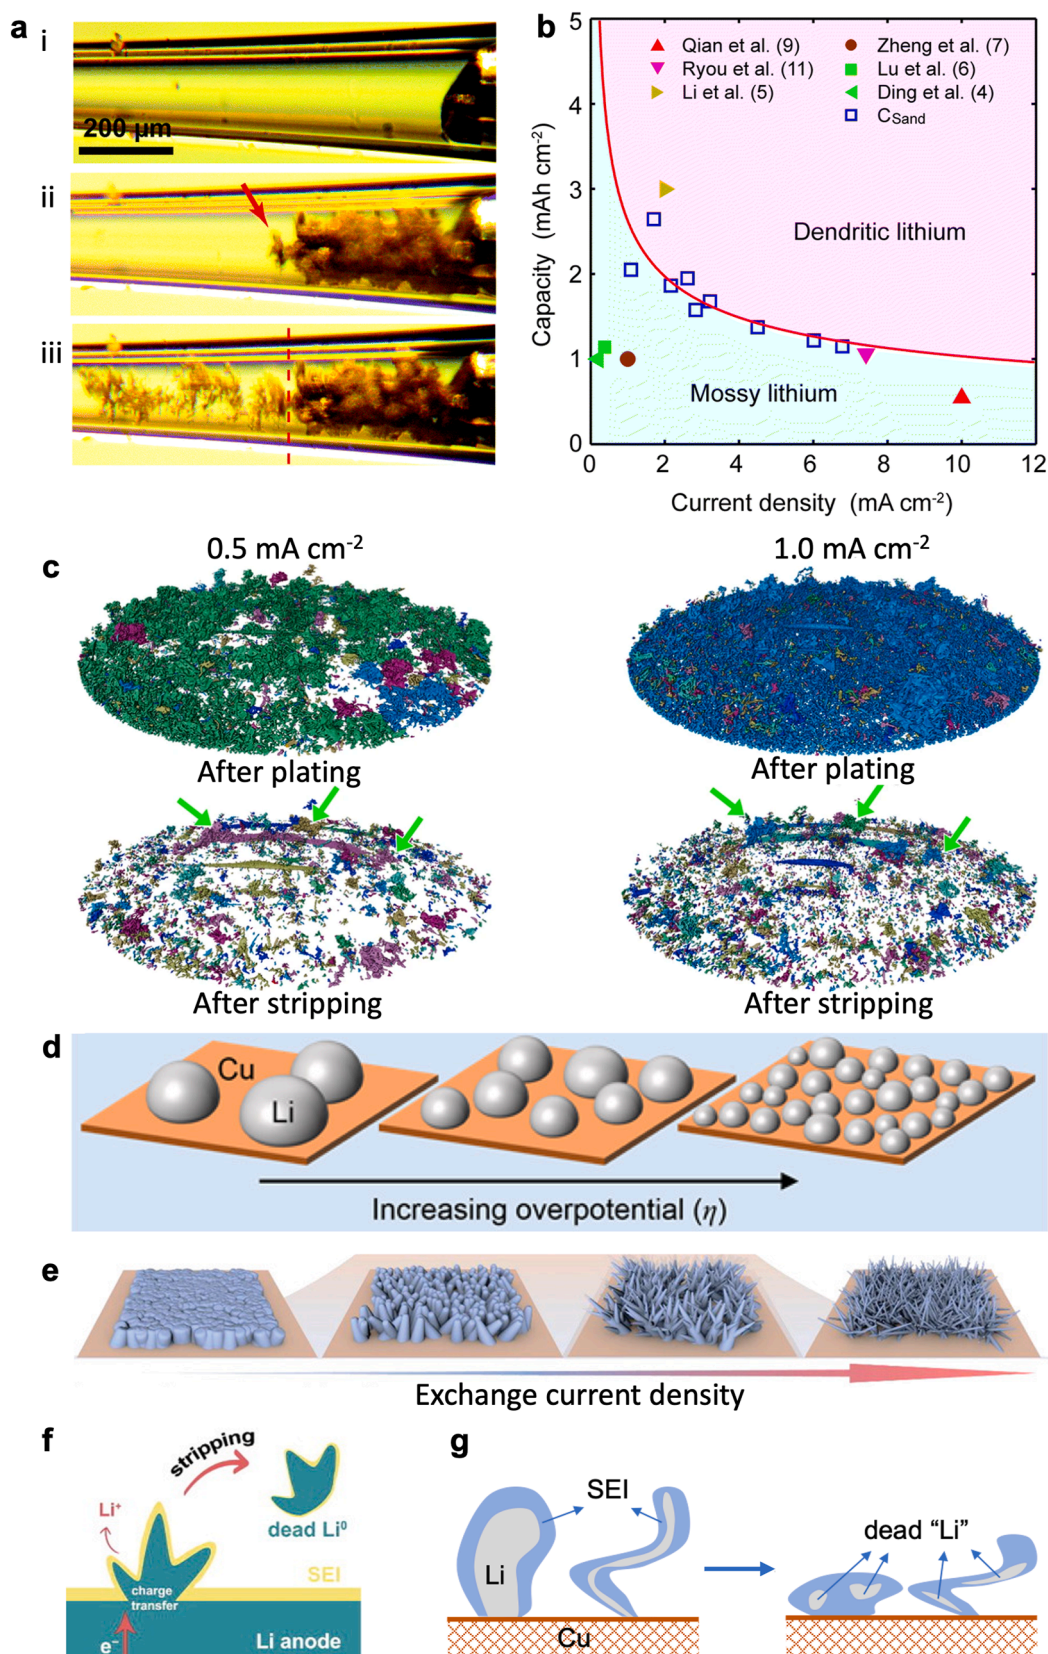 a
i
200 μm
ii
iii
b
5
4
3
2
1
0
Capacity (mAh cm-2)
Qian et al. (9)
Ryou et al. (11)
Li et al. (5)
Zheng et al. (7)
Lu et al. (6)
Ding et al. (4)
CSand
Dendritic lithium
Mossy lithium
0 2 4 6 8 10 12
Current density (mA cm-2)
c
0.5 mA cm-2
1.0 mA cm-2
After plating
After plating
After stripping
After stripping
d
Cu
Li
Increasing overpotential (η)
e
Exchange current density
f
stripping
Li+
dead Li0
SEI
charge
transfer
e−
Li anode
g
SEI
Li
Cu
dead “Li”